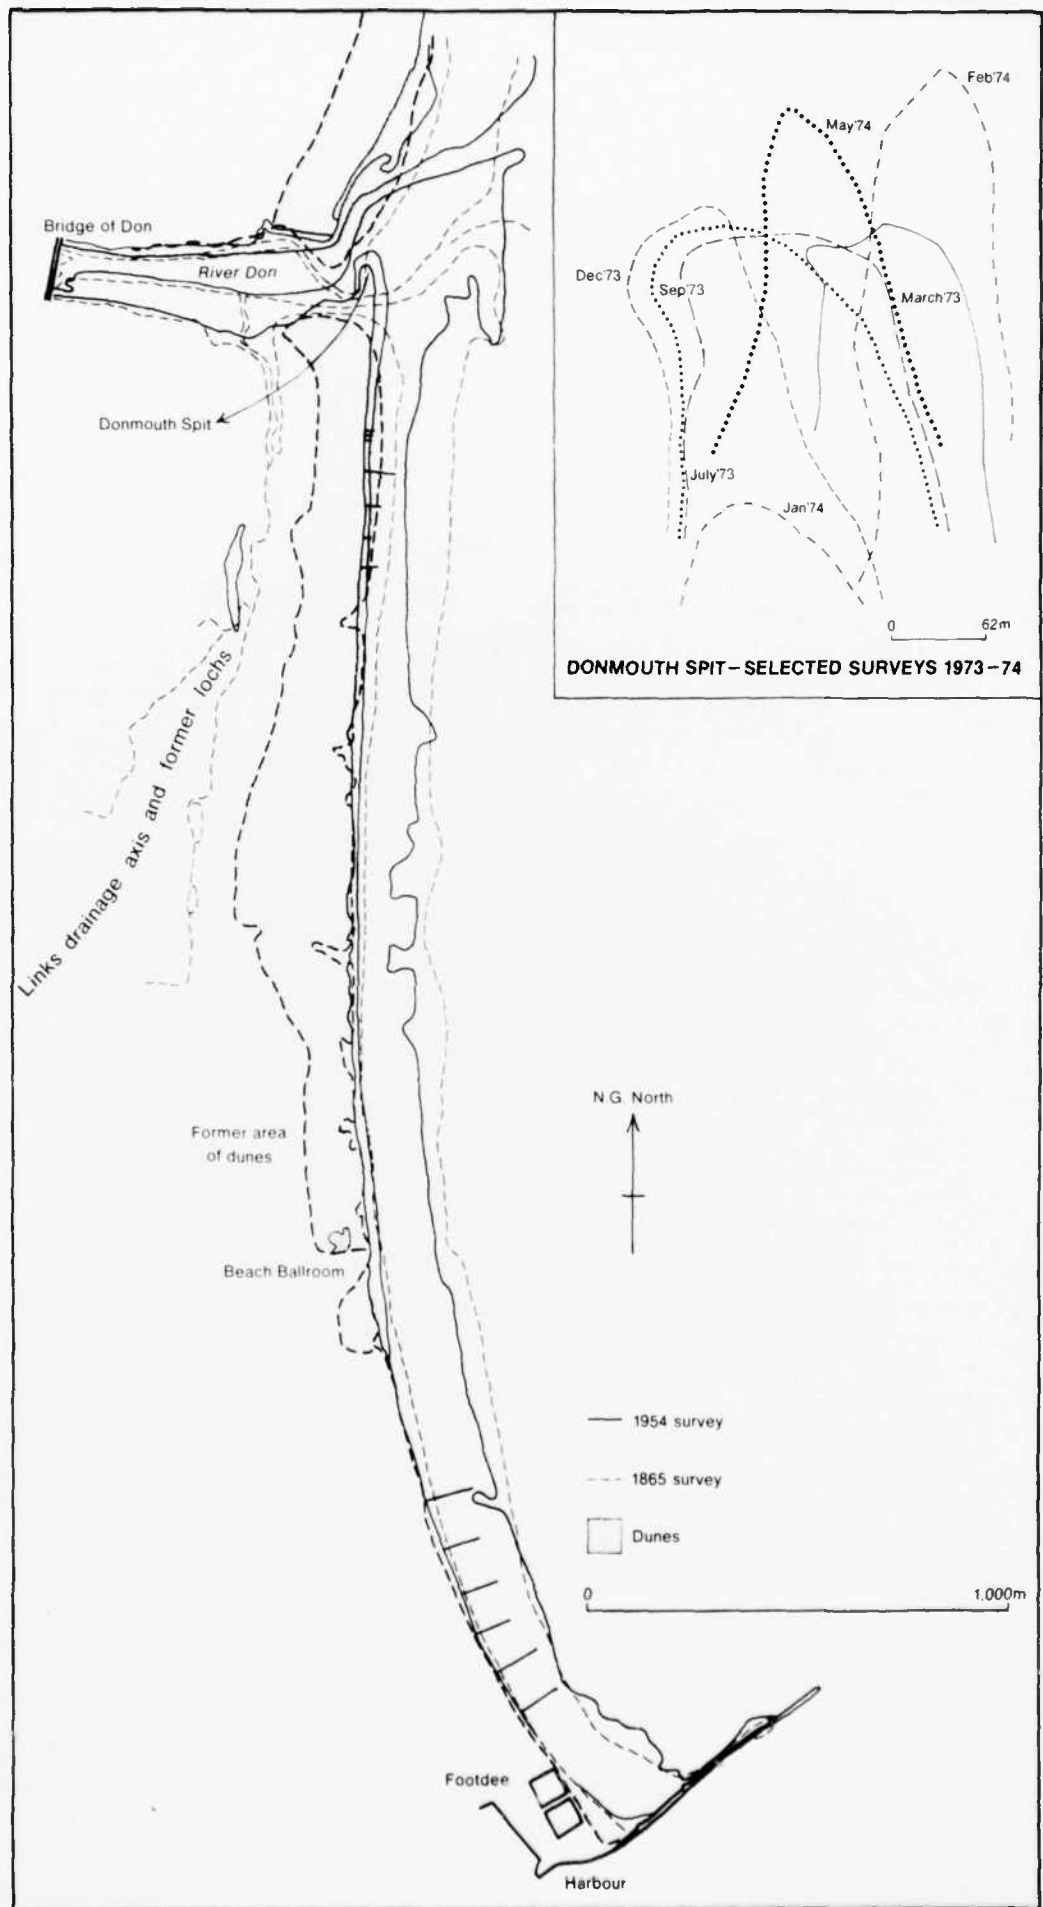 Feb'74
May'74
Bridge of Don
River Don
Dec'73
Sep'73
March'73
Donmouth Spit
July'73
Jan'74
0 62m
DONMOUTH SPIT–SELECTED SURVEYS 1973–74
Links drainage axis and former lochs
N.G. North
Former area
of dunes
Beach Ballroom
1954 survey
1865 survey
Dunes
0 1,000m
Footdee
Harbour